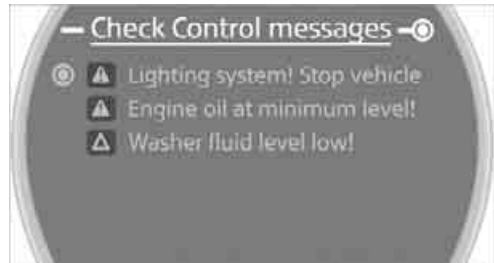 Check Control messages
Lighting system! Stop vehicle
Engine oil at minimum level!
Washer fluid level low!